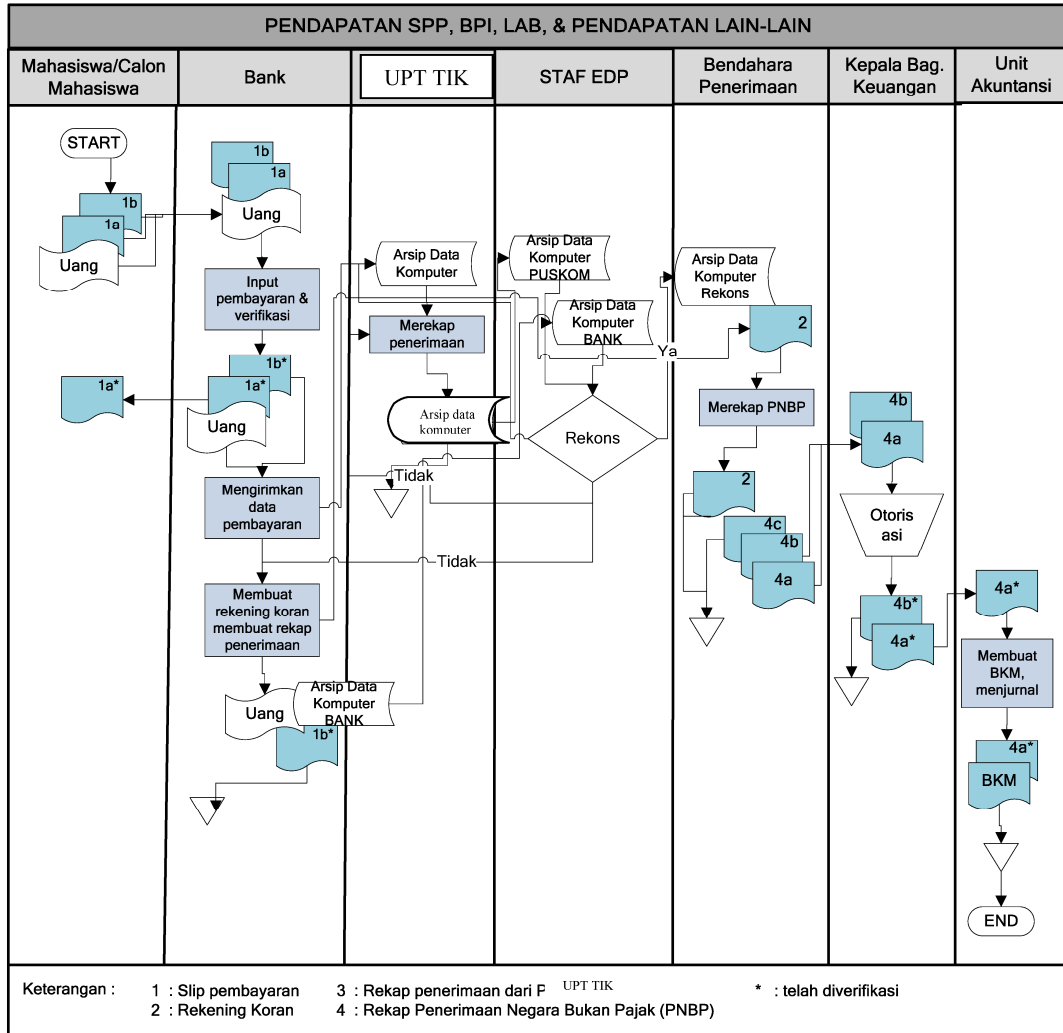 PENDAPATAN SPP, BPI, LAB, & PENDAPATAN LAIN-LAIN
Mahasiswa/Calon
Mahasiswa
Bank
UPT TIK
STAF EDP
Bendahara
Penerimaan
Kepala Bag.
Keuangan
Unit
Akuntansi
START
1b
1a
Uang
1b
1a
Uang
Input
pembayaran &
verifikasi
1b*
1a*
Uang
1a*
Mengirimkan
data
pembayaran
Membuat
rekening koran
membuat rekap
penerimaan
Uang
Arsip Data
Komputer
BANK
1b*
Arsip Data
Komputer
Merekap
penerimaan
Arsip data
komputer
Tidak
Tidak
Arsip Data
Komputer
PUSKOM
Arsip Data
Komputer
BANK
Rekons
Ya
Arsip Data
Komputer
Rekons
2
Merekap PNBP
2
4c
4b
4a
4b
4a
Otoris
asi
4b*
4a*
4a*
Membuat
BKM,
menjurnal
4a*
BKM
END
Keterangan :
1 : Slip pembayaran
3 : Rekap penerimaan dari P
UPT TIK
* : telah diverifikasi
2 : Rekening Koran
4 : Rekap Penerimaan Negara Bukan Pajak (PNBP)